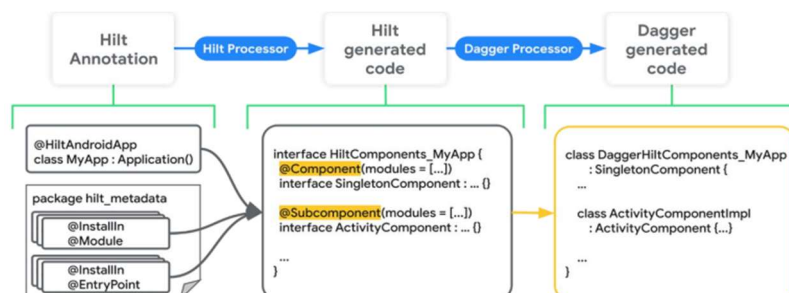 Hilt
Annotation
Hilt Processor
Hilt
generated
code
Dagger Processor
Dagger
generated
code
@HiltAndroidApp
class MyApp : Application()
package hilt_metadata
@InstallIn
@Module
@InstallIn
@EntryPoint
interface HiltComponents_MyApp {
@Component(modules = [...])
interface SingletonComponent : ... {}
@Subcomponent(modules = [...])
interface ActivityComponent : ... {}
...
}
class DaggerHiltComponents_MyApp
: SingletonComponent {
...
class ActivityComponentImpl
: ActivityComponent {...}
...
}